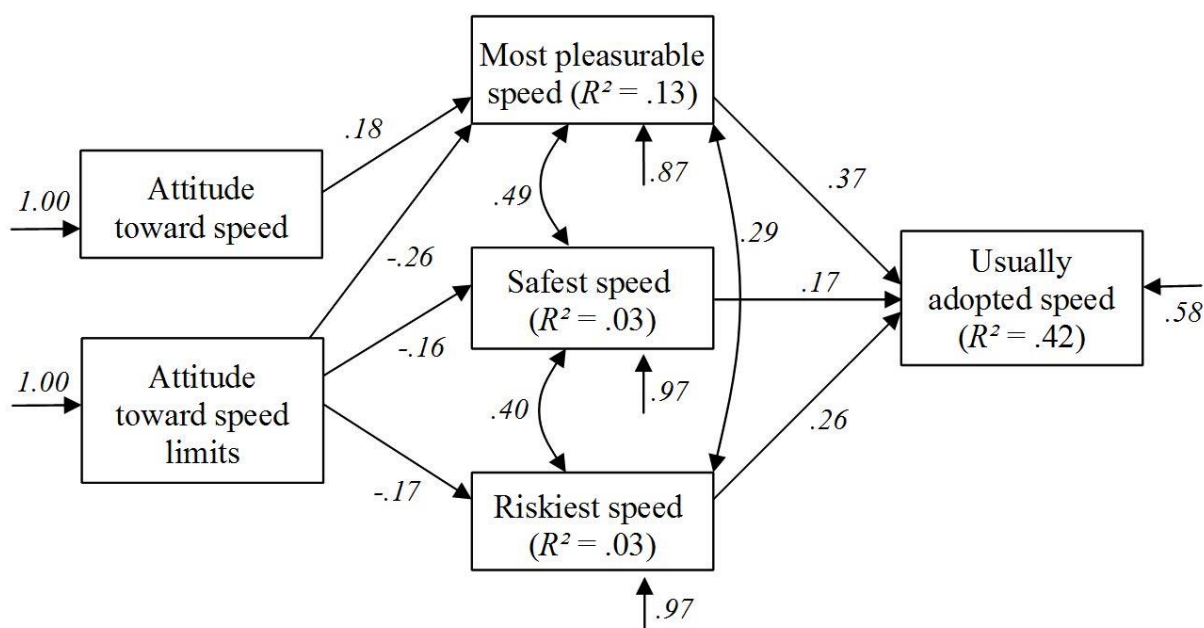 Most pleasurable
speed (R² = .13)
.18
.87
.37
1.00
Attitude
toward speed
.49
-.26
.29
Safest speed
(R² = .03)
.17
Usually
adopted speed
(R² = .42)
.58
-.16
1.00
Attitude
toward speed
limits
.40
.97
.26
-.17
Riskiest speed
(R² = .03)
.97